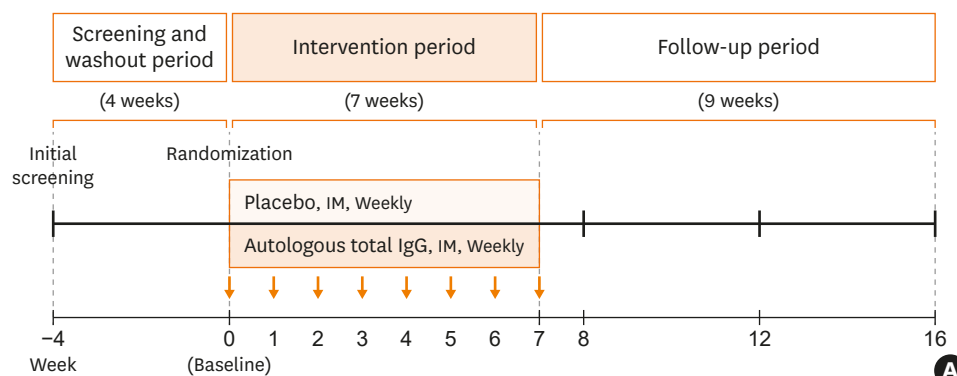 Screening and
washout period
Intervention period
Follow-up period
(4 weeks)
(7 weeks)
(9 weeks)
Initial
screening
Randomization
Placebo, IM, Weekly
Autologous total IgG, IM, Weekly
−4 0 1 2 3 4 5 6 7 8 12 16
Week (Baseline)
A